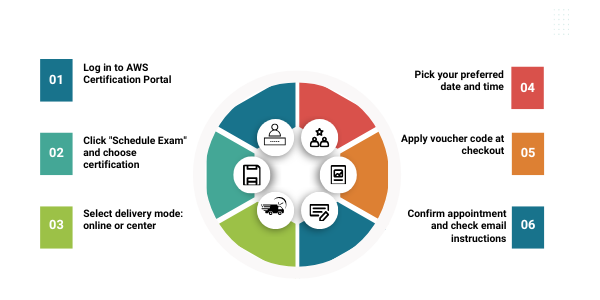 01
Log in to AWS
Certification Portal
02
Click "Schedule Exam"
and choose
certification
03
Select delivery mode:
online or center
04
Pick your preferred
date and time
05
Apply voucher code at
checkout
06
Confirm appointment
and check email
instructions